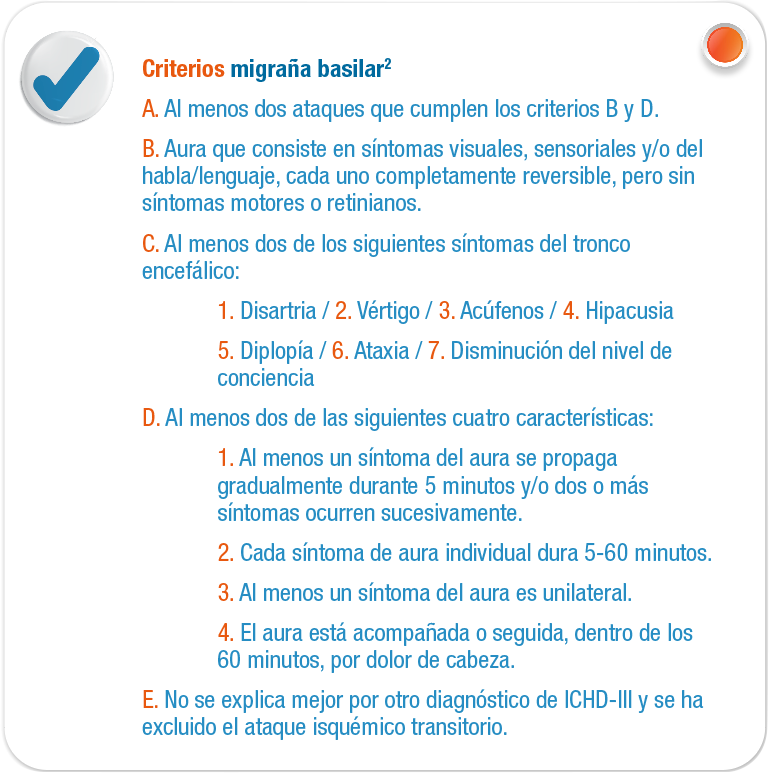 Criterios migraña basilar²
A. Al menos dos ataques que cumplen los criterios B y D.
B. Aura que consiste en síntomas visuales, sensoriales y/o del
habla/lenguaje, cada uno completamente reversible, pero sin
síntomas motores o retinianos.
C. Al menos dos de los siguientes síntomas del tronco
encefálico:
1. Disartria / 2. Vértigo / 3. Acúfenos / 4. Hipacusia
5. Diplopía / 6. Ataxia / 7. Disminución del nivel de
conciencia
D. Al menos dos de las siguientes cuatro características:
1. Al menos un síntoma del aura se propaga
gradualmente durante 5 minutos y/o dos o más
síntomas ocurren sucesivamente.
2. Cada síntoma de aura individual dura 5-60 minutos.
3. Al menos un síntoma del aura es unilateral.
4. El aura está acompañada o seguida, dentro de los
60 minutos, por dolor de cabeza.
E. No se explica mejor por otro diagnóstico de ICHD-III y se ha
excluido el ataque isquémico transitorio.